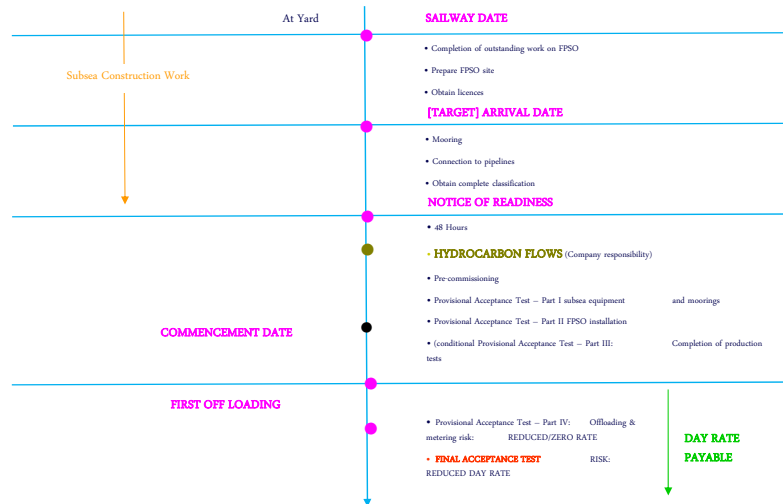 At Yard
SAILWAY DATE
• Completion of outstanding work on FPSO
Subsea Construction Work
• Prepare FPSO site
• Obtain licences
[TARGET] ARRIVAL DATE
• Mooring
• Connection to pipelines
• Obtain complete classification
NOTICE OF READINESS
• 48 Hours
• HYDROCARBON FLOWS (Company responsibility)
• Pre-commissioning
• Provisional Acceptance Test – Part I subsea equipment and moorings
• Provisional Acceptance Test – Part II FPSO installation
COMMENCEMENT DATE
• (conditional Provisional Acceptance Test – Part III: Completion of production
tests
FIRST OFF LOADING
• Provisional Acceptance Test – Part IV: Offloading &
metering risk: REDUCED/ZERO RATE
• FINAL ACCEPTANCE TEST RISK:
REDUCED DAY RATE
DAY RATE
PAYABLE